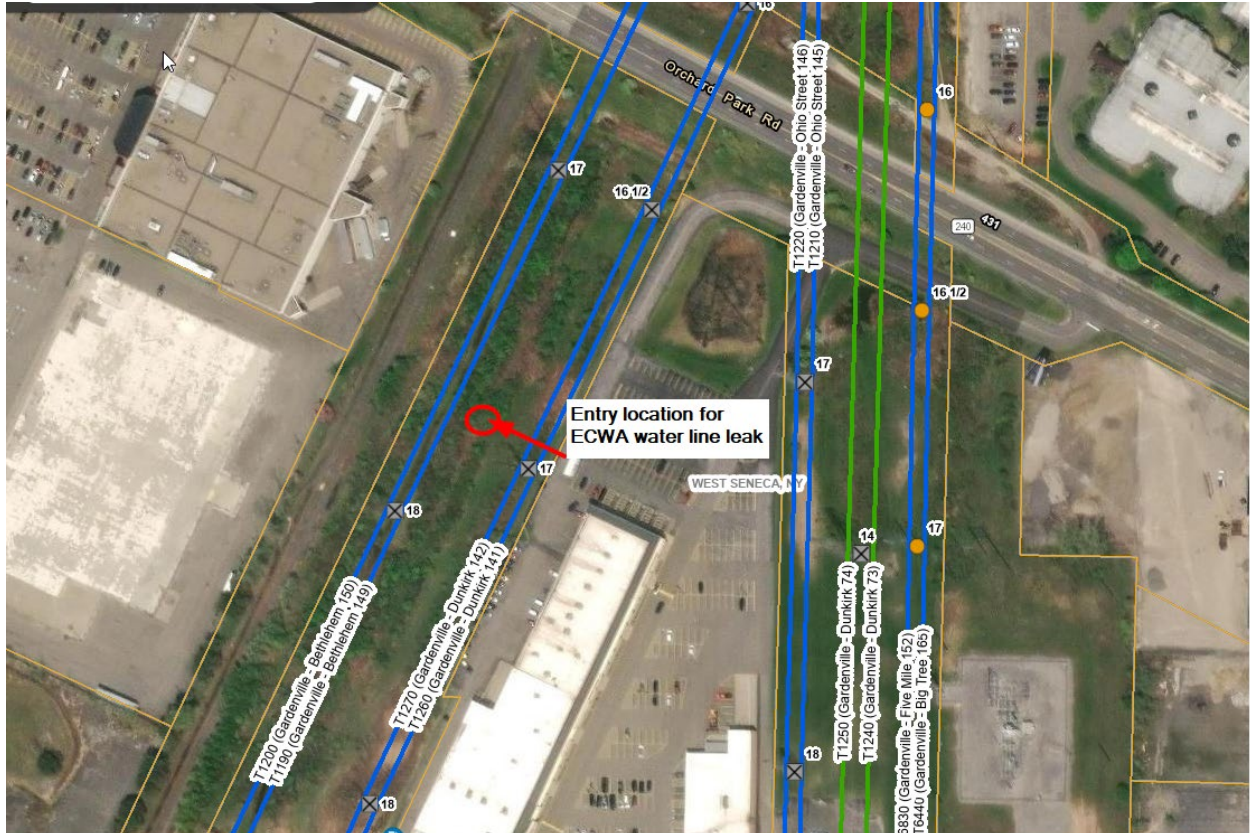 16
Orchard Park Rd
16
17
16 1/2
T1220 (Gardenville - Ohio Street 146)
T1210 (Gardenville - Ohio Street 145)
240
431
16 1/2
17
Entry location for
ECWA water line leak
17
WEST SENECA, NY
18
14
17
T1200 (Gardenville - Bethlehem 150)
T1190 (Gardenville - Bethlehem 149)
T1270 (Gardenville - Dunkirk 142)
T1260 (Gardenville - Dunkirk 141)
T1250 (Gardenville - Dunkirk 74)
T1240 (Gardenville - Dunkirk 73)
6830 (Gardenville - Five Mile 152)
T6440 (Gardenville - Big Tree 165)
18
18